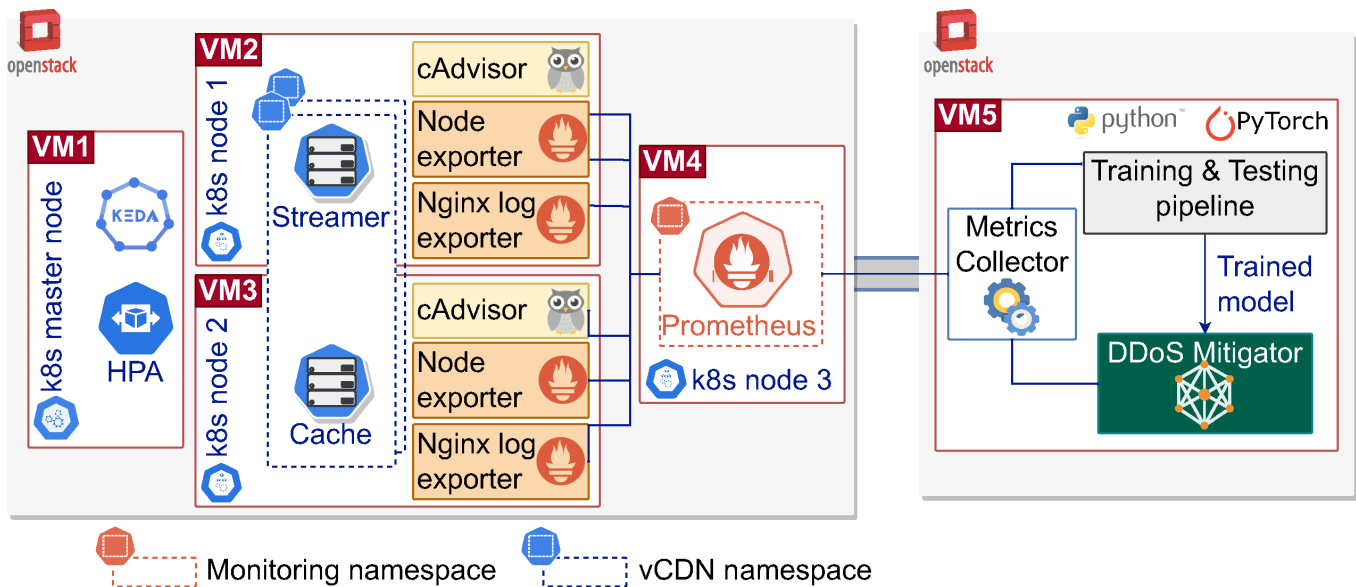 openstack
VM1
k8s master node
KEDA
HPA
VM2
k8s node 1
Streamer
cAdvisor
Node
exporter
Nginx log
exporter
VM3
k8s node 2
Cache
cAdvisor
Node
exporter
Nginx log
exporter
VM4
Prometheus
k8s node 3
openstack
VM5
python™
PyTorch
Metrics
Collector
Training & Testing
pipeline
Trained
model
DDoS Mitigator
Monitoring namespace
vCDN namespace